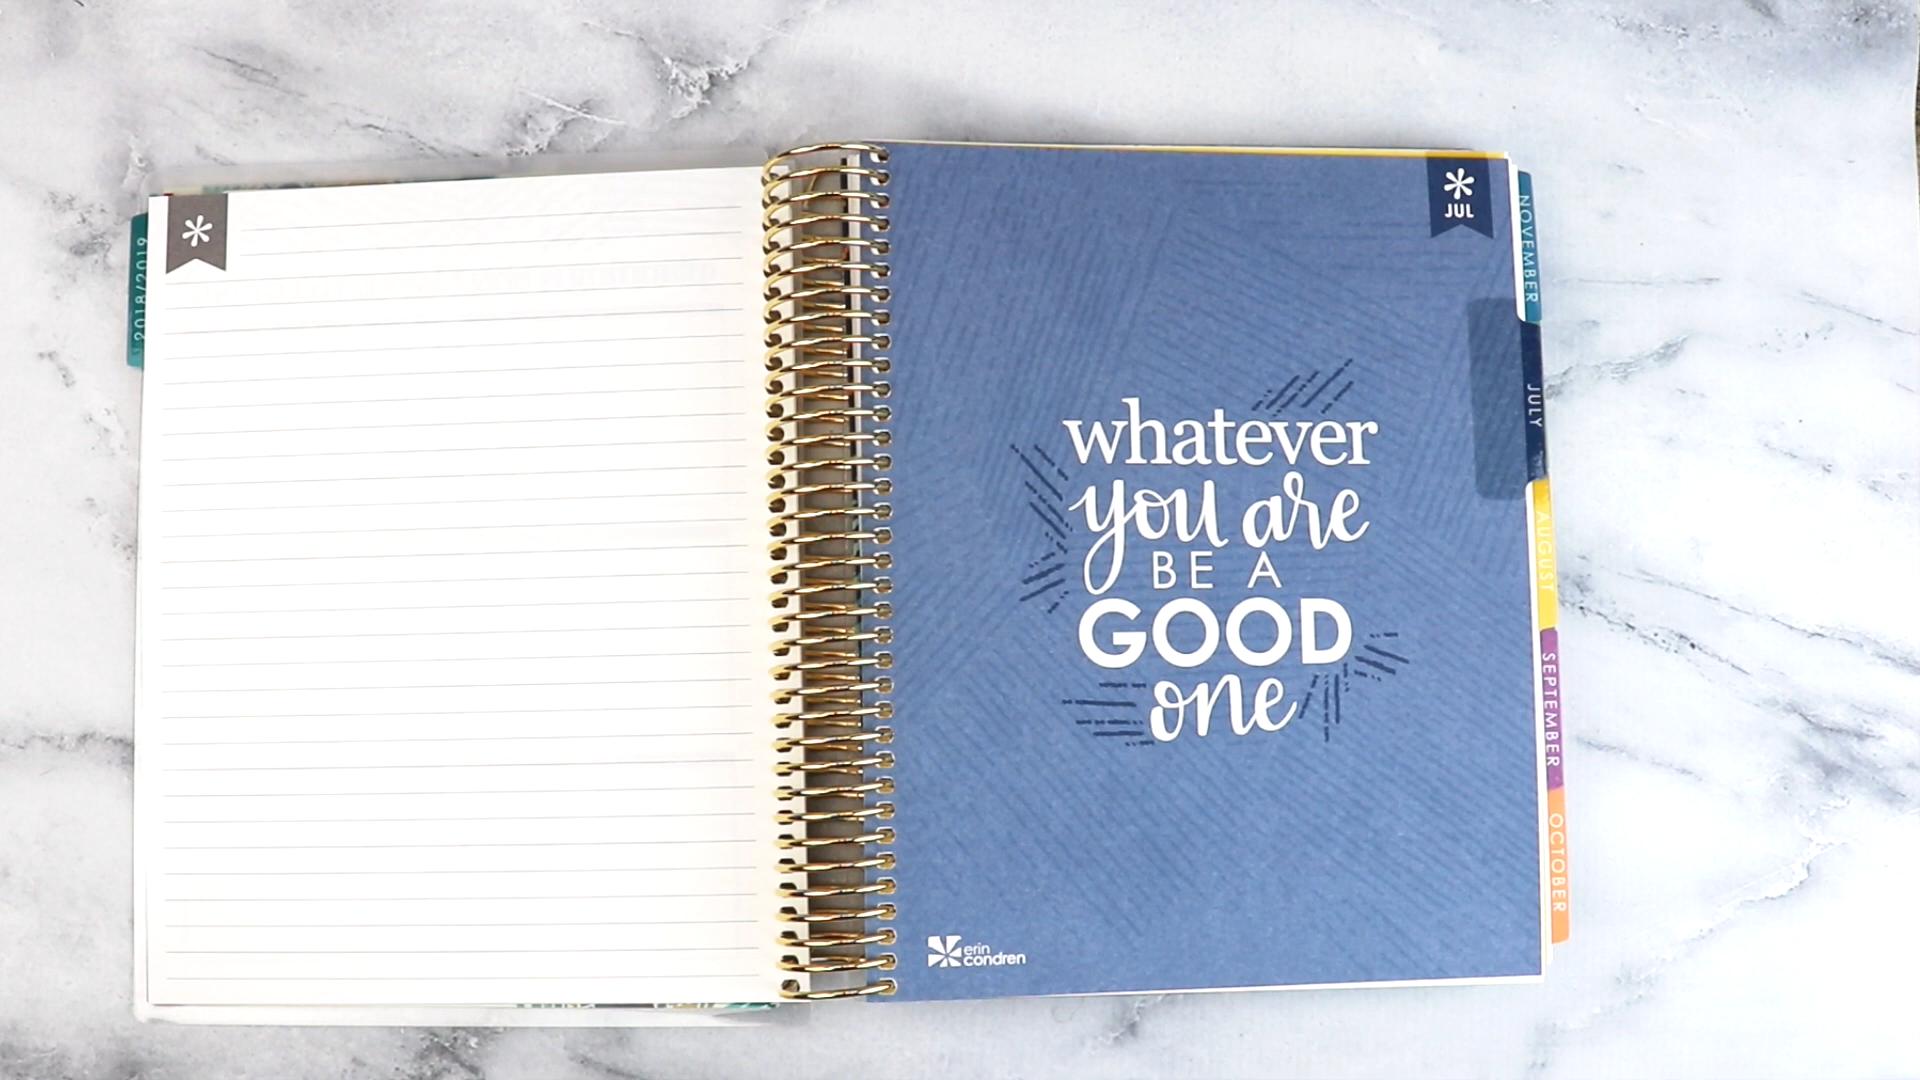 2018/2019
JUL
whatever
you are
BE A
GOOD
one
erin
condren
NOVEMBER
JULY
AUGUST
SEPTEMBER
OCTOBER